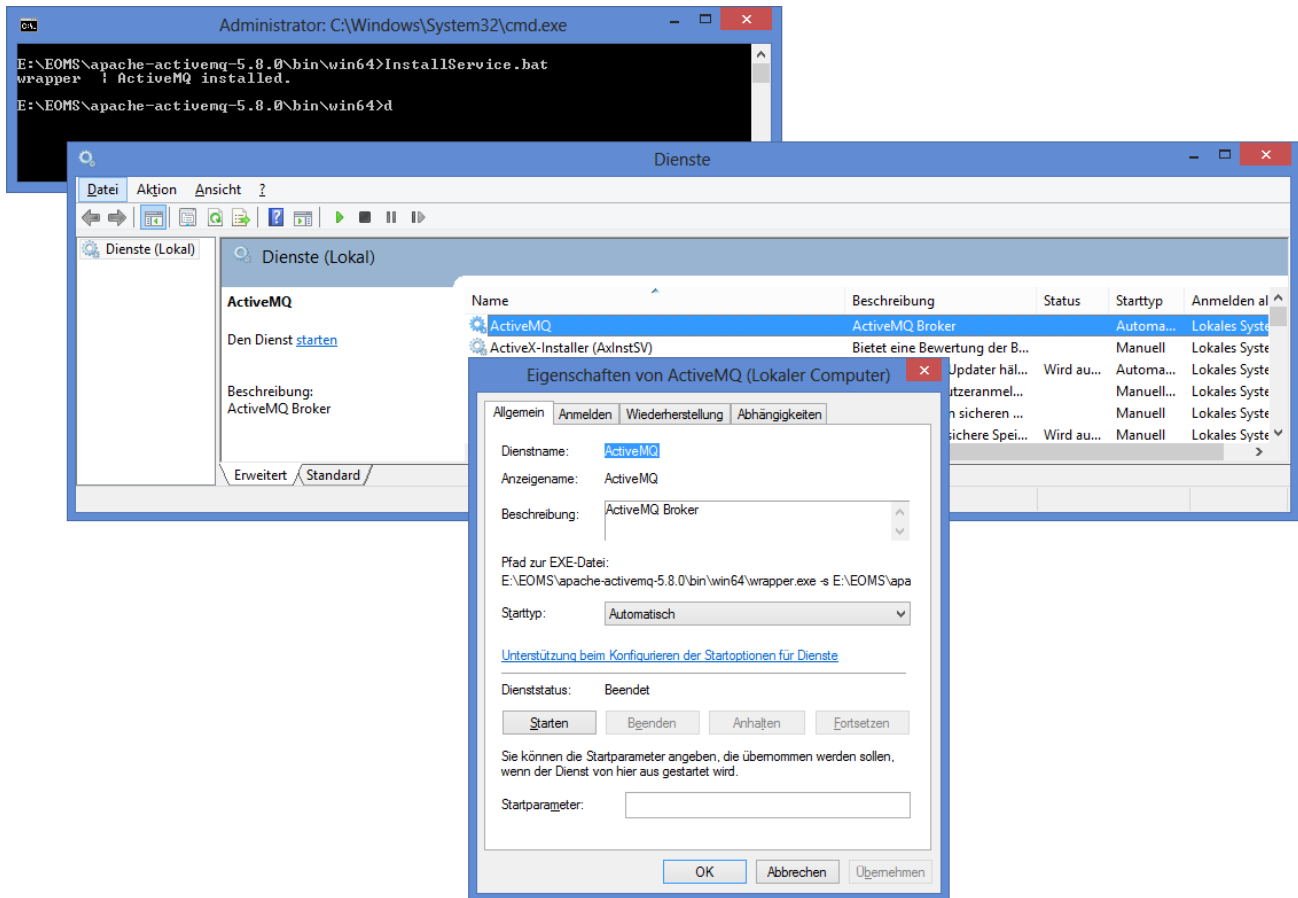 Administrator: C:\Windows\System32\cmd.exe
E:\EOMS\apache-activemq-5.8.0\bin\win64>InstallService.bat
wrapper | ActiveMQ installed.
E:\EOMS\apache-activemq-5.8.0\bin\win64>d
Dienste
Datei Aktion Ansicht ?
Dienste (Lokal)
Dienste (Lokal)
ActiveMQ
Den Dienst starten
Beschreibung:
ActiveMQ Broker
Name Beschreibung Status Starttyp Anmelden al
ActiveMQ ActiveMQ Broker Automa... Lokales Syste
ActiveX-Installer (AxInstSV) Bietet eine Bewertung der B... Manuell Lokales Syste
Updater häl... Wird au... Automa... Lokales Syste
utzeranmel... Manuell... Lokales Syste
n sicheren ... Manuell Lokales Syste
sichere Spei... Wird au... Manuell Lokales Syste
Erweitert Standard
Eigenschaften von ActiveMQ (Lokaler Computer)
Allgemein Anmelden Wiederherstellung Abhängigkeiten
Dienstname: ActiveMQ
Anzeigename: ActiveMQ
Beschreibung: ActiveMQ Broker
Pfad zur EXE-Datei:
E:\EOMS\apache-activemq-5.8.0\bin\win64\wrapper.exe -s E:\EOMS\apa
Starttyp: Automatisch
Unterstützung beim Konfigurieren der Startoptionen für Dienste
Dienststatus: Beendet
Starten Beenden Anhalten Fortsetzen
Sie können die Startparameter angeben, die übernommen werden sollen,
wenn der Dienst von hier aus gestartet wird.
Startparameter:
OK Abbrechen Übernehmen